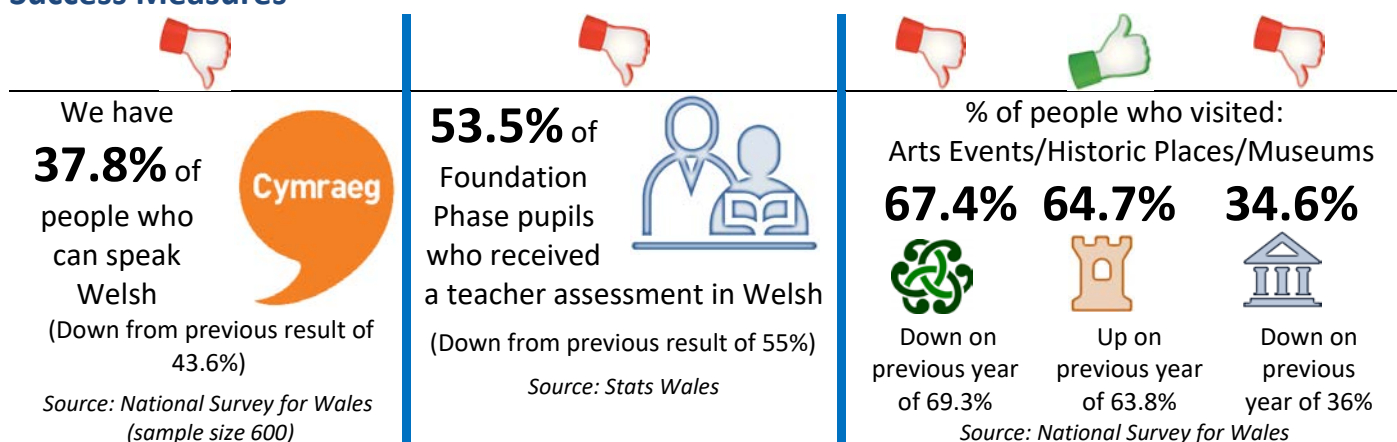 Success Measures
We have
37.8% of
people who
can speak
Welsh
Cymraeg
(Down from previous result of
43.6%)
Source: National Survey for Wales
(sample size 600)
53.5% of
Foundation
Phase pupils
who received
a teacher assessment in Welsh
(Down from previous result of 55%)
Source: Stats Wales
% of people who visited:
Arts Events/Historic Places/Museums
67.4% 64.7% 34.6%
Down on
previous year
of 69.3%
Up on
previous year
of 63.8%
Down on
previous
year of 36%
Source: National Survey for Wales